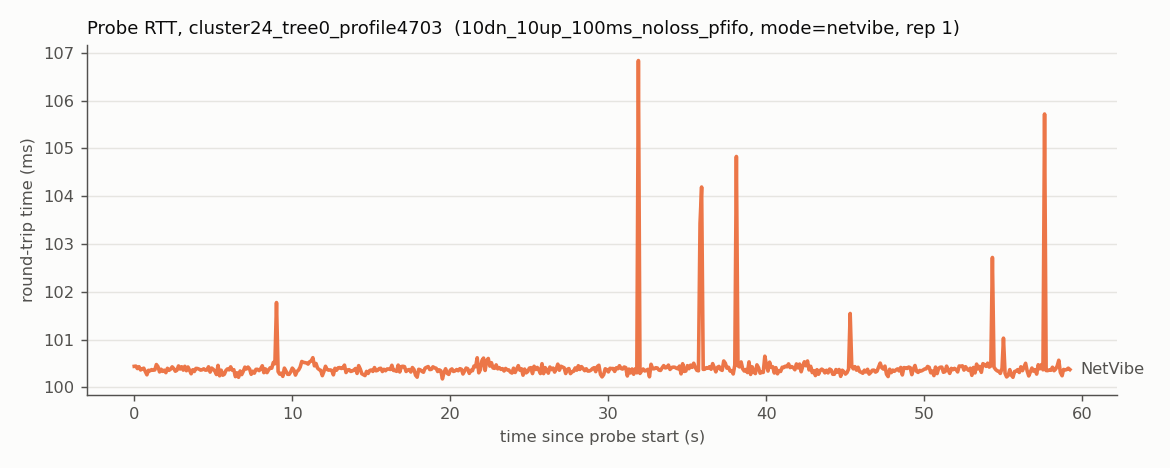 Probe RTT, cluster24_tree0_profile4703  (10dn_10up_100ms_noloss_pfifo, mode=netvibe, rep 1)
107
106
105
104
103
102
101
100
round-trip time (ms)
NetVibe
0 10 20 30 40 50 60
time since probe start (s)